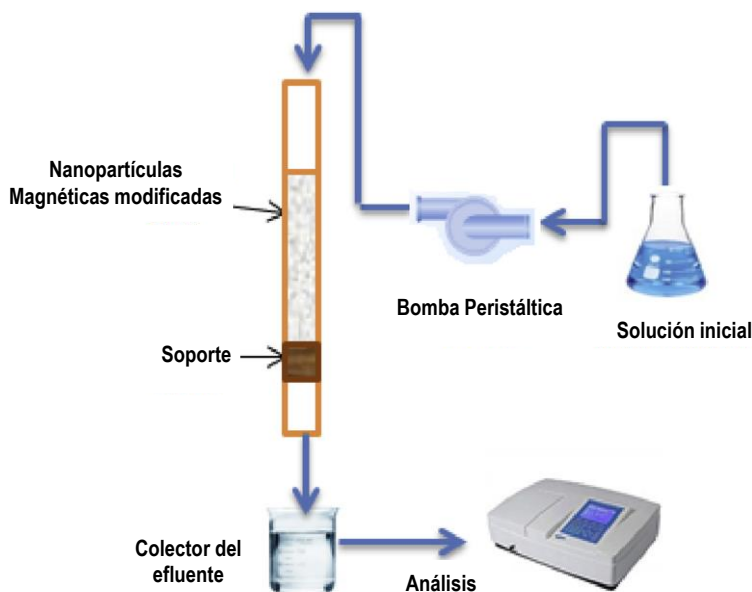 Nanopartículas
Magnéticas modificadas
Bomba Peristáltica
Solución inicial
Soporte
Colector del
efluente
Análisis